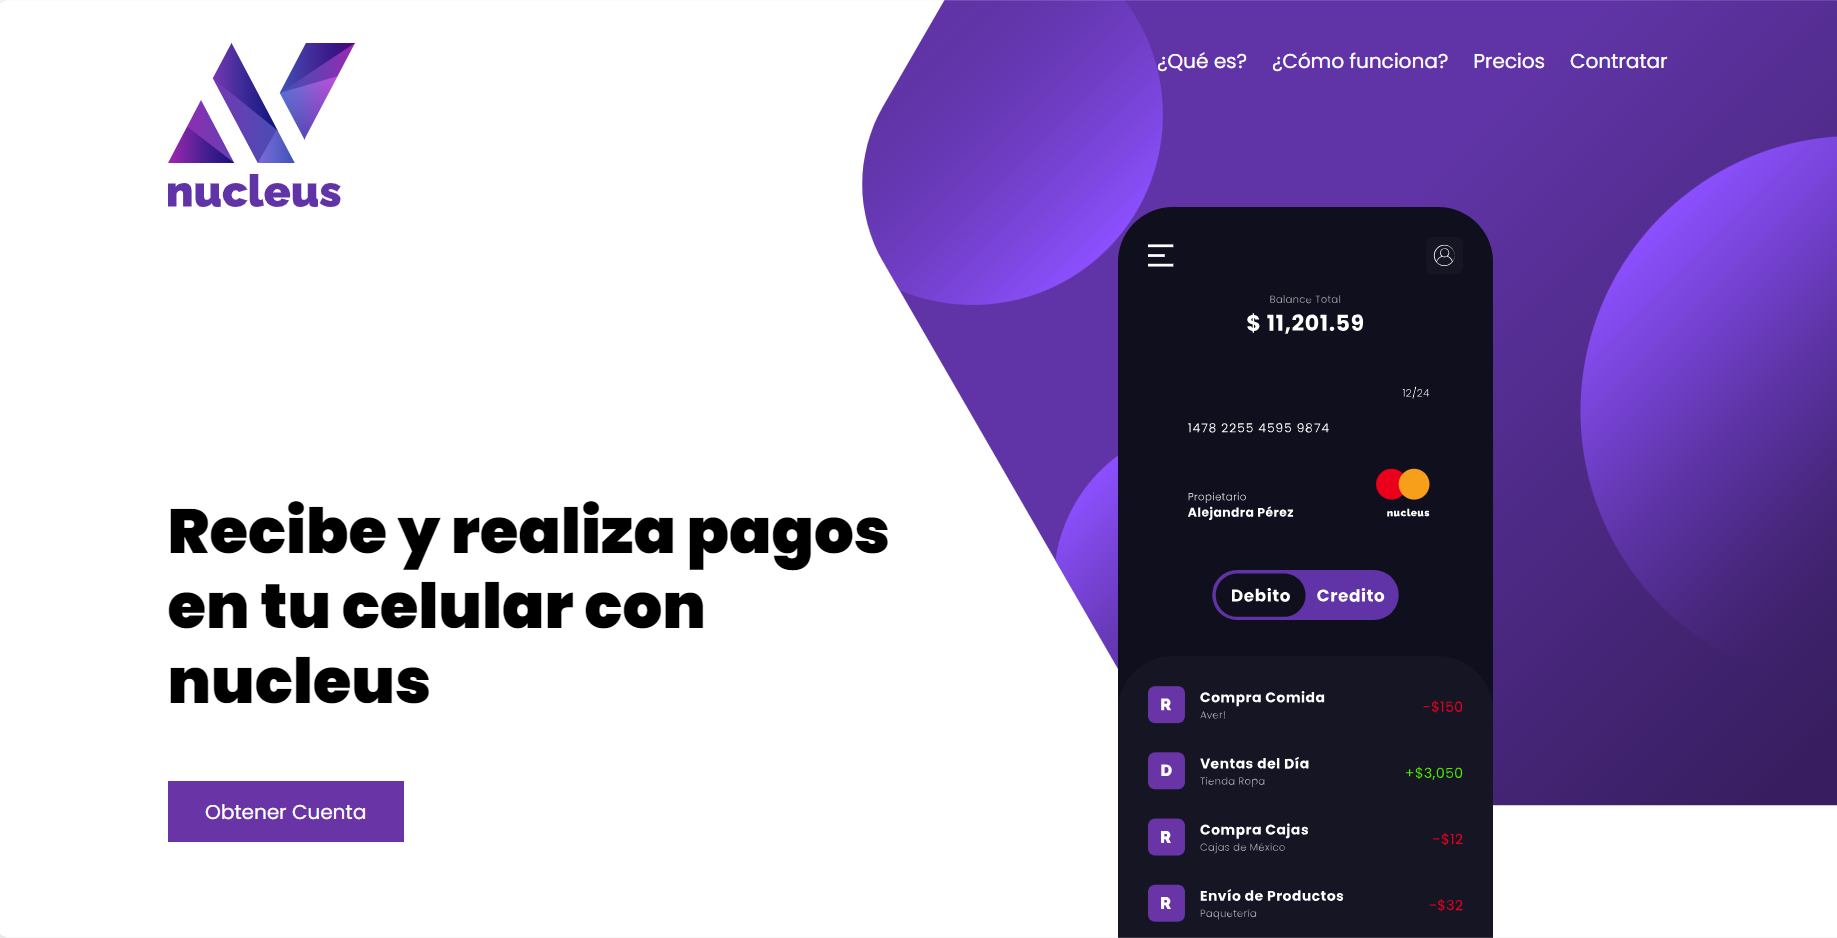 nucleus
¿Qué es? ¿Cómo funciona? Precios Contratar
Recibe y realiza pagos
en tu celular con
nucleus
Obtener Cuenta
Balance Total
$ 11,201.59
12/24
1478 2255 4595 9874
Propietario
Alejandra Pérez
nucleus
Debito Credito
R Compra Comida -$150
Aver!
D Ventas del Día +$3,050
Tienda Ropa
R Compra Cajas -$12
Cajas de México
R Envío de Productos -$32
Paquetería